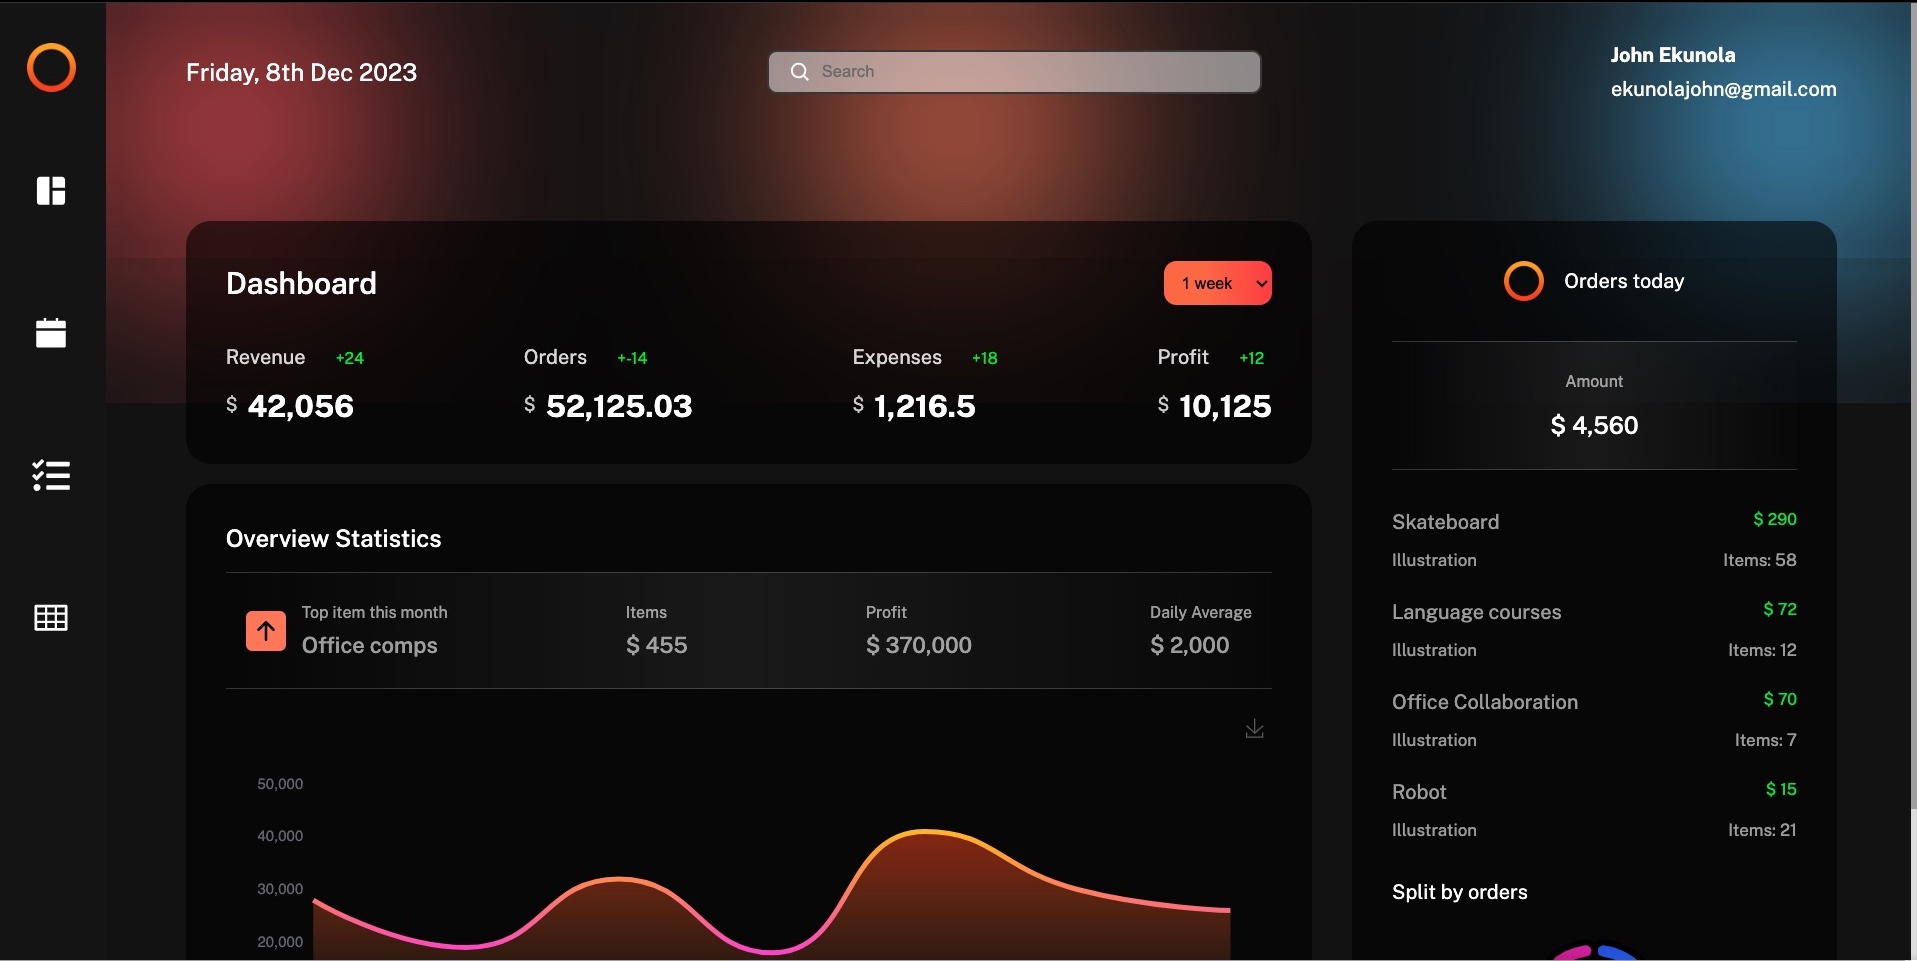 Friday, 8th Dec 2023
Search
John Ekunola
ekunolajohn@gmail.com
Dashboard
1 week
Revenue +24
$ 42,056
Orders +-14
$ 52,125.03
Expenses +18
$ 1,216.5
Profit +12
$ 10,125
Overview Statistics
Top item this month
Office comps
Items
$ 455
Profit
$ 370,000
Daily Average
$ 2,000
50,000
40,000
30,000
20,000
Orders today
Amount
$ 4,560
Skateboard $ 290
Illustration Items: 58
Language courses $ 72
Illustration Items: 12
Office Collaboration $ 70
Illustration Items: 7
Robot $ 15
Illustration Items: 21
Split by orders